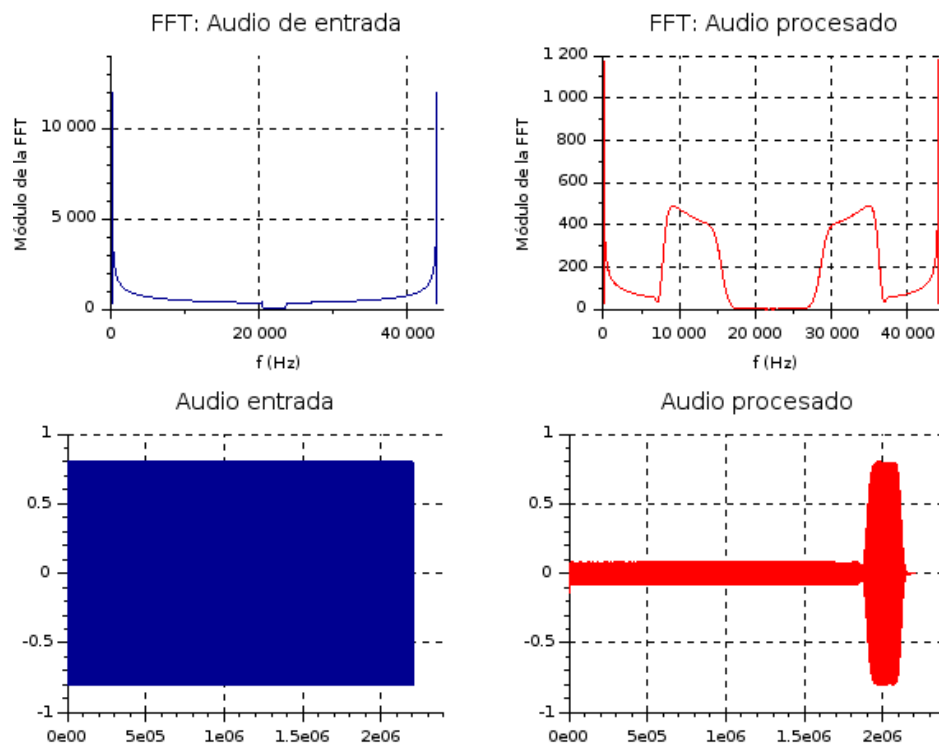 FFT: Audio de entrada
10 000
5 000
0
Módulo de la FFT
0
20 000
40 000
f (Hz)
FFT: Audio procesado
1 200
1 000
800
600
400
200
0
Módulo de la FFT
0
10 000
20 000
30 000
40 000
f (Hz)
Audio entrada
1
0.5
0
-0.5
-1
0e00
5e05
1e06
1.5e06
2e06
Audio procesado
1
0.5
0
-0.5
-1
0e00
5e05
1e06
1.5e06
2e06